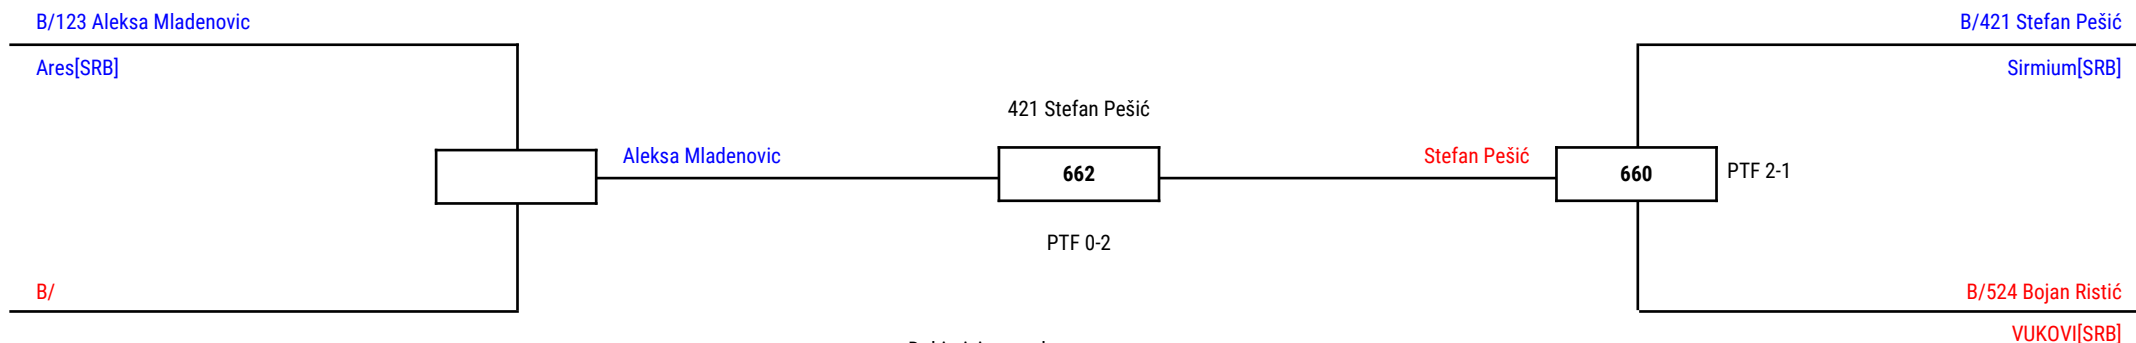 B/123 Aleksa Mladenovic
B/421 Stefan Pešić
Ares[SRB]
Sirmium[SRB]
421 Stefan Pešić
Aleksa Mladenovic
662
Stefan Pešić
660
PTF 2-1
PTF 0-2
B/
B/524 Bojan Ristić
VUKOVI[SRB]